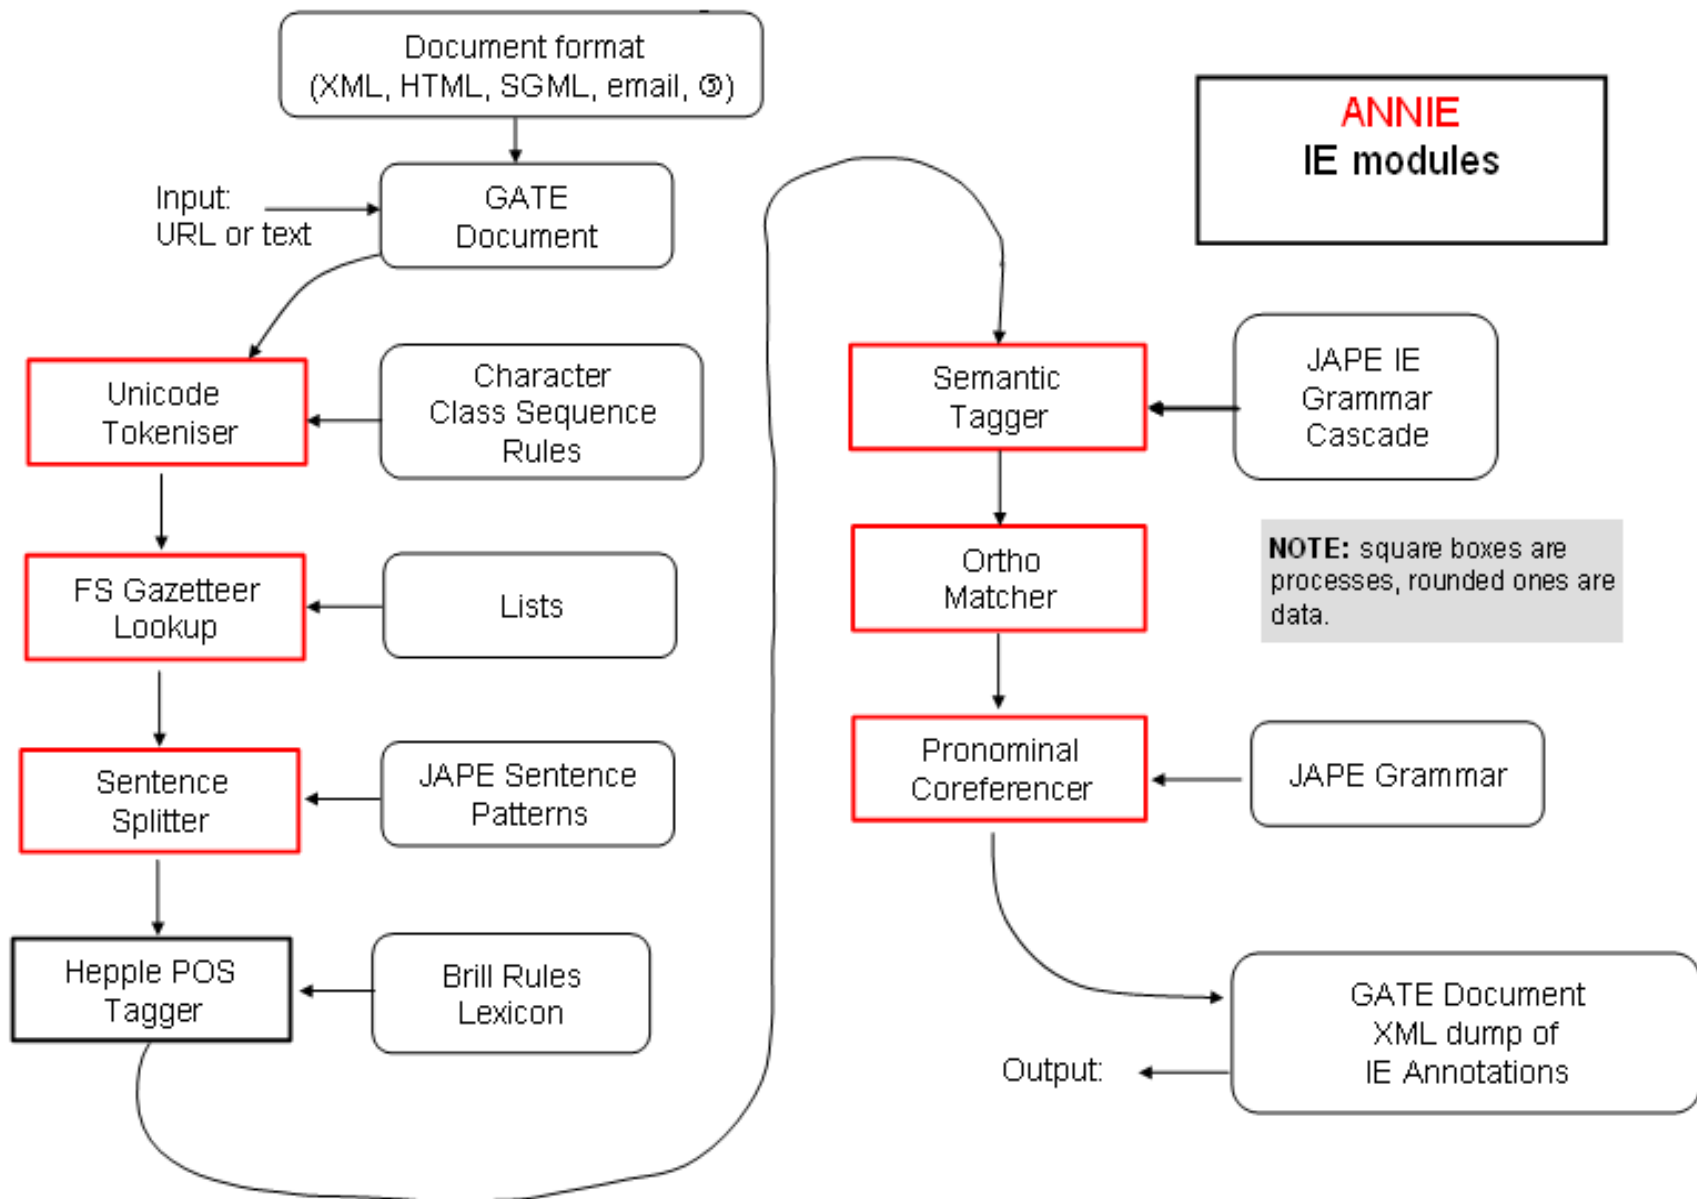 Document format
(XML, HTML, SGML, email, ③)
ANNIE
IE modules
Input:
URL or text
GATE
Document
Unicode
Tokeniser
Character
Class Sequence
Rules
FS Gazetteer
Lookup
Lists
Sentence
Splitter
JAPE Sentence
Patterns
Hepple POS
Tagger
Brill Rules
Lexicon
Semantic
Tagger
JAPE IE
Grammar
Cascade
Ortho
Matcher
NOTE: square boxes are
processes, rounded ones are
data.
Pronominal
Coreferencer
JAPE Grammar
GATE Document
XML dump of
IE Annotations
Output: